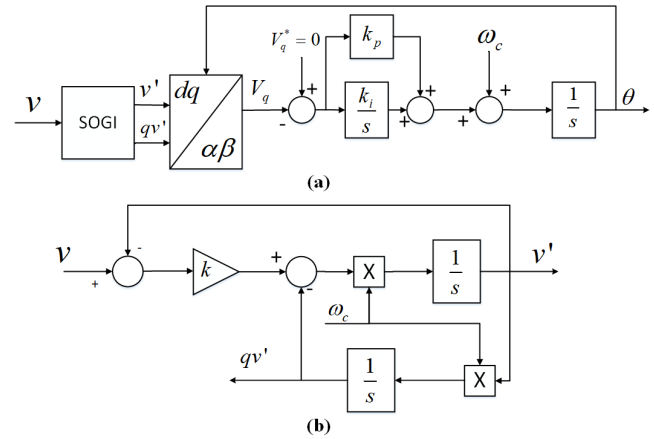 V_q^* = 0
k_p
ω_c
v
SOGI
v'
qv'
dq
αβ
V_q
+
-
k_i
s
+
+
+
+
1
s
θ
(a)
v
+
-
k
+
-
X
1
s
v'
ω_c
qv'
1
s
X
(b)